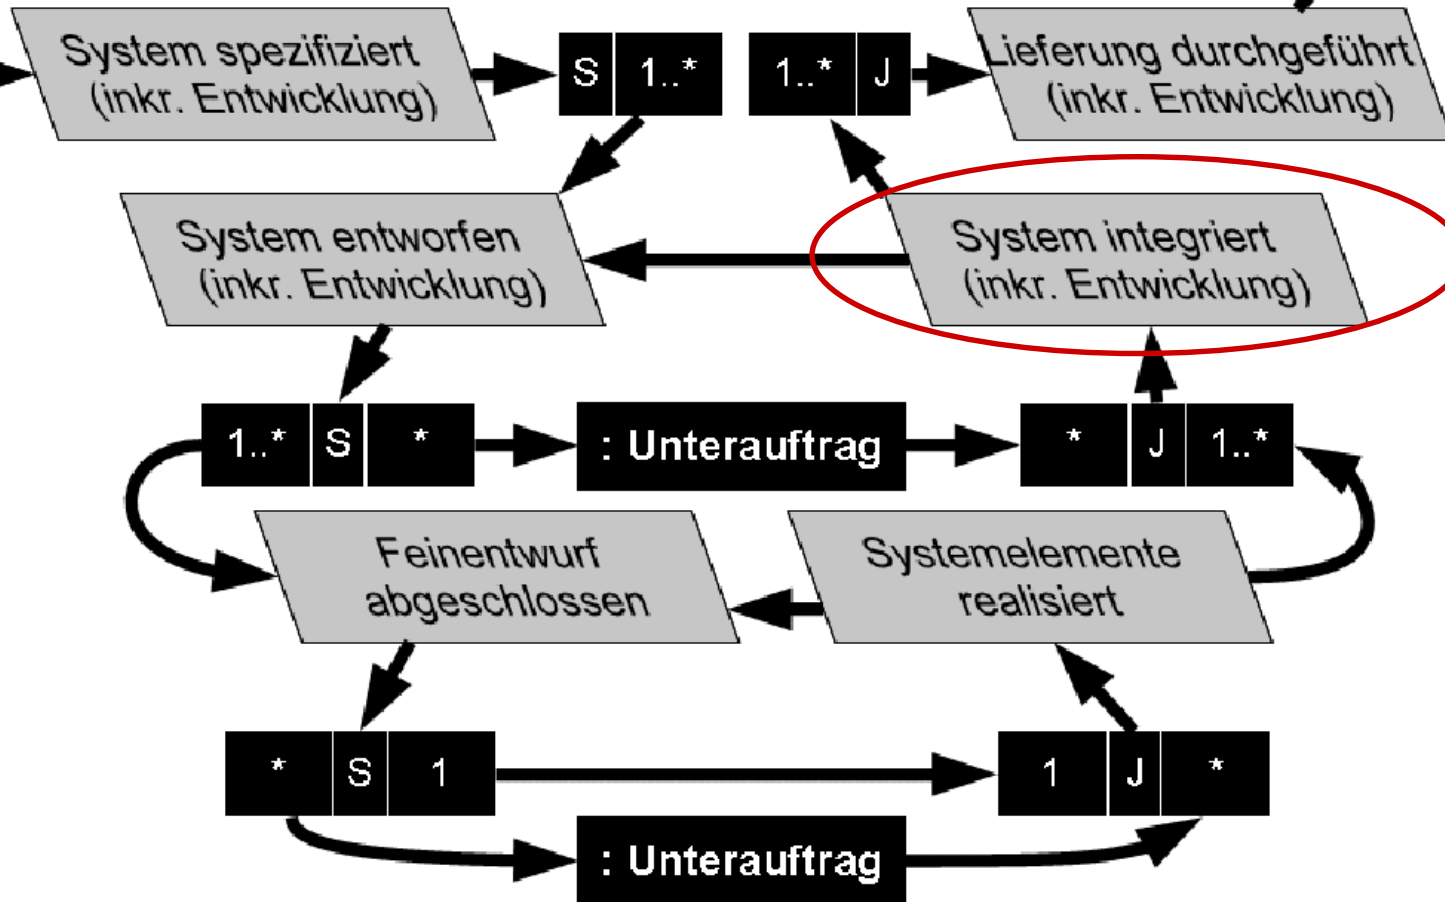 System spezifiziert
(inkr. Entwicklung)
S 1..*
1..* J
Lieferung durchgeführt
(inkr. Entwicklung)
System entworfen
(inkr. Entwicklung)
System integriert
(inkr. Entwicklung)
1..* S *
: Unterauftrag
* J 1..*
Feinentwurf
abgeschlossen
Systemelemente
realisiert
* S 1
1 J *
: Unterauftrag